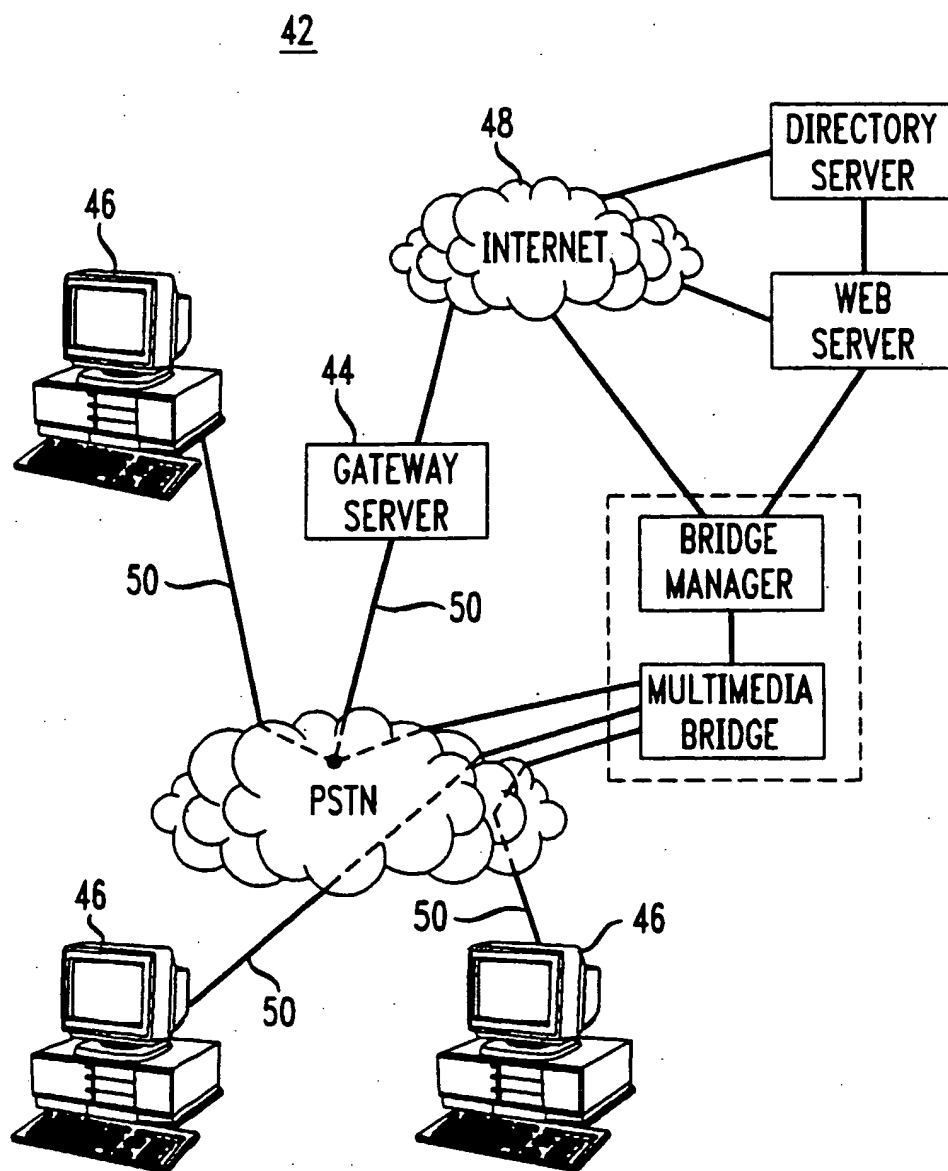 42
48
DIRECTORY
SERVER
46
INTERNET
WEB
SERVER
44
GATEWAY
SERVER
BRIDGE
MANAGER
50
50
MULTIMEDIA
BRIDGE
PSTN
46
50
46
50